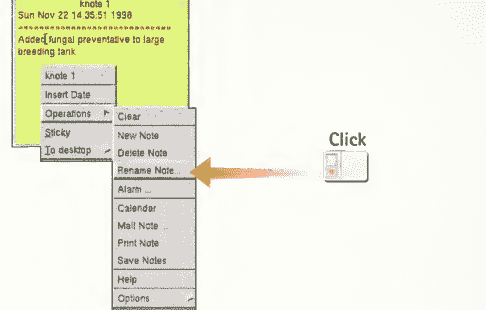 knote 1
Sun Nov 22 14:35:51 1998
Added fungal preventative to large
breeding tank
knote 1
Insert Date
Operations
Sticky
To desktop
Clear
New Note
Delete Note
Rename Note...
Alarm ...
Calender
Mail Note ...
Print Note
Save Notes
Help
Options
Click